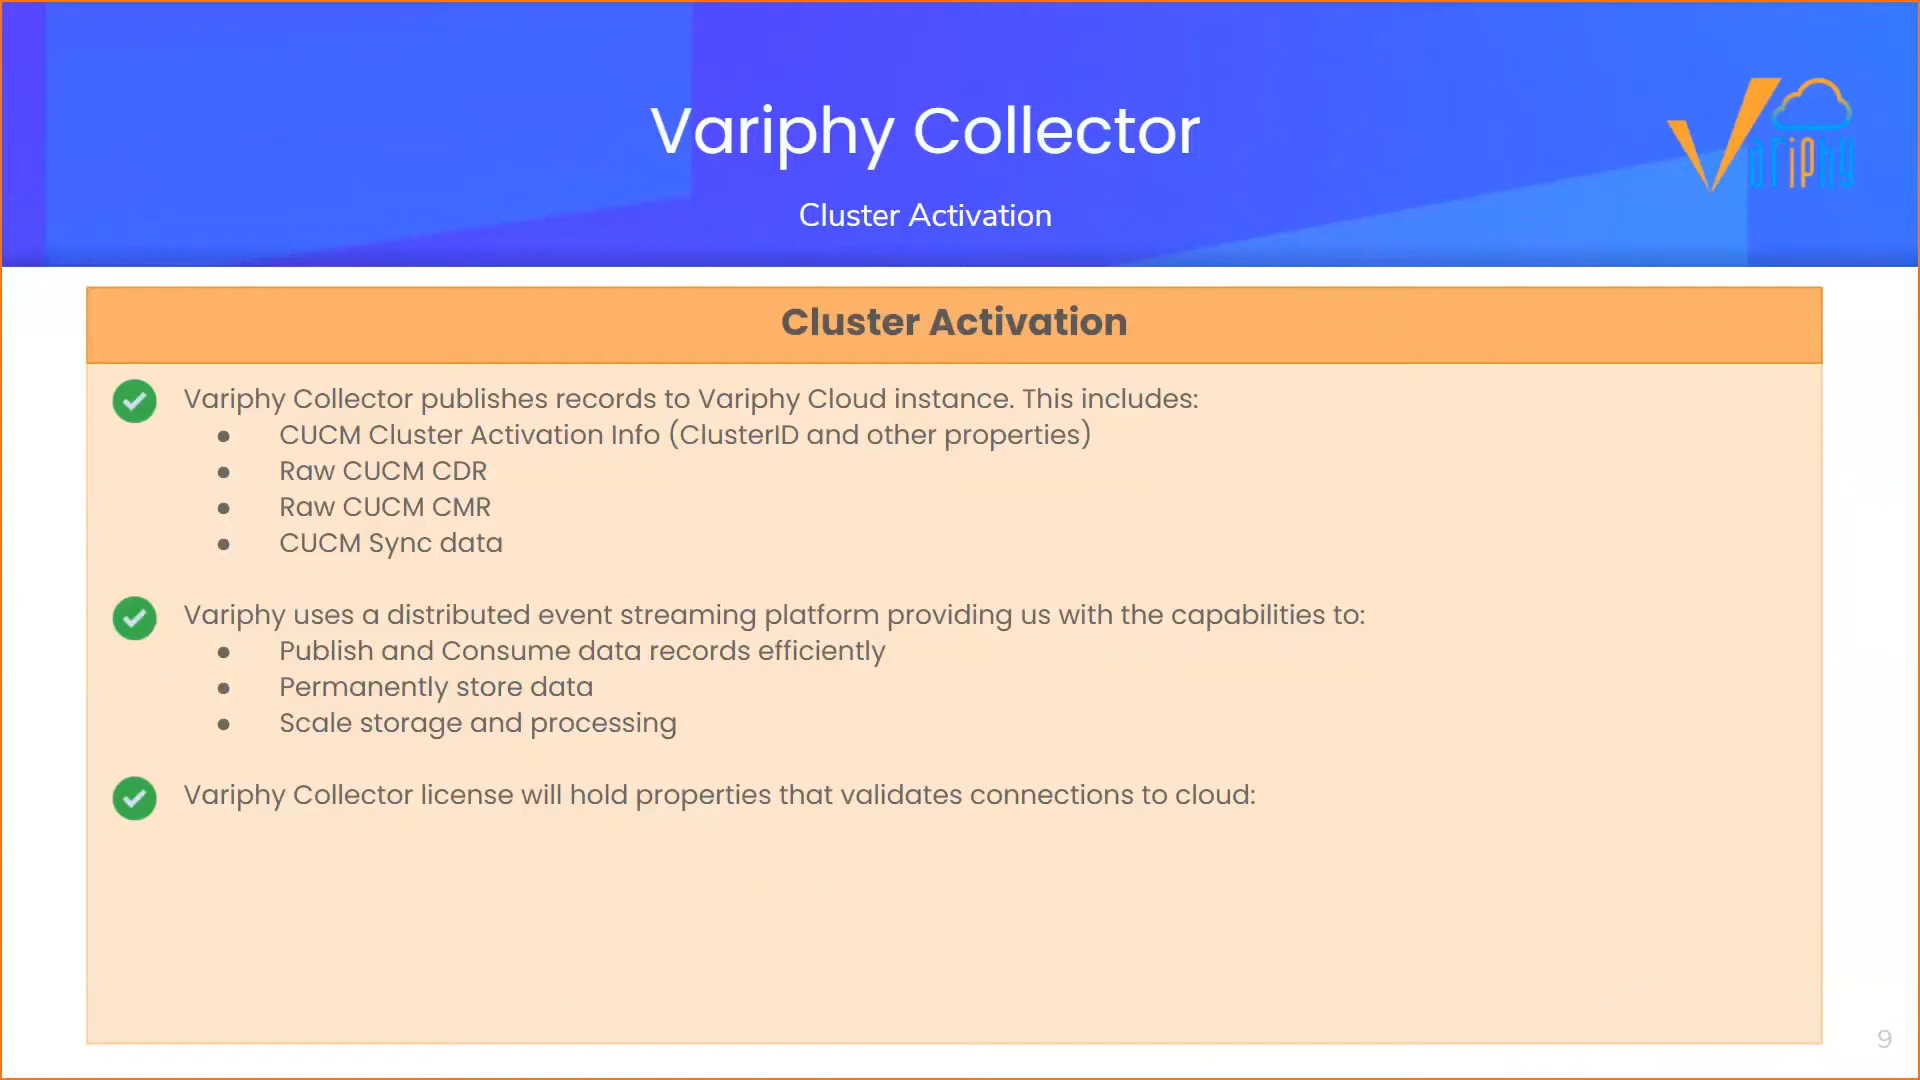 Variphy Collector
Variphy
Cluster Activation
Cluster Activation
Variphy Collector publishes records to Variphy Cloud instance. This includes:
● CUCM Cluster Activation Info (ClusterID and other properties)
● Raw CUCM CDR
● Raw CUCM CMR
● CUCM Sync data
Variphy uses a distributed event streaming platform providing us with the capabilities to:
● Publish and Consume data records efficiently
● Permanently store data
● Scale storage and processing
Variphy Collector license will hold properties that validates connections to cloud:
9